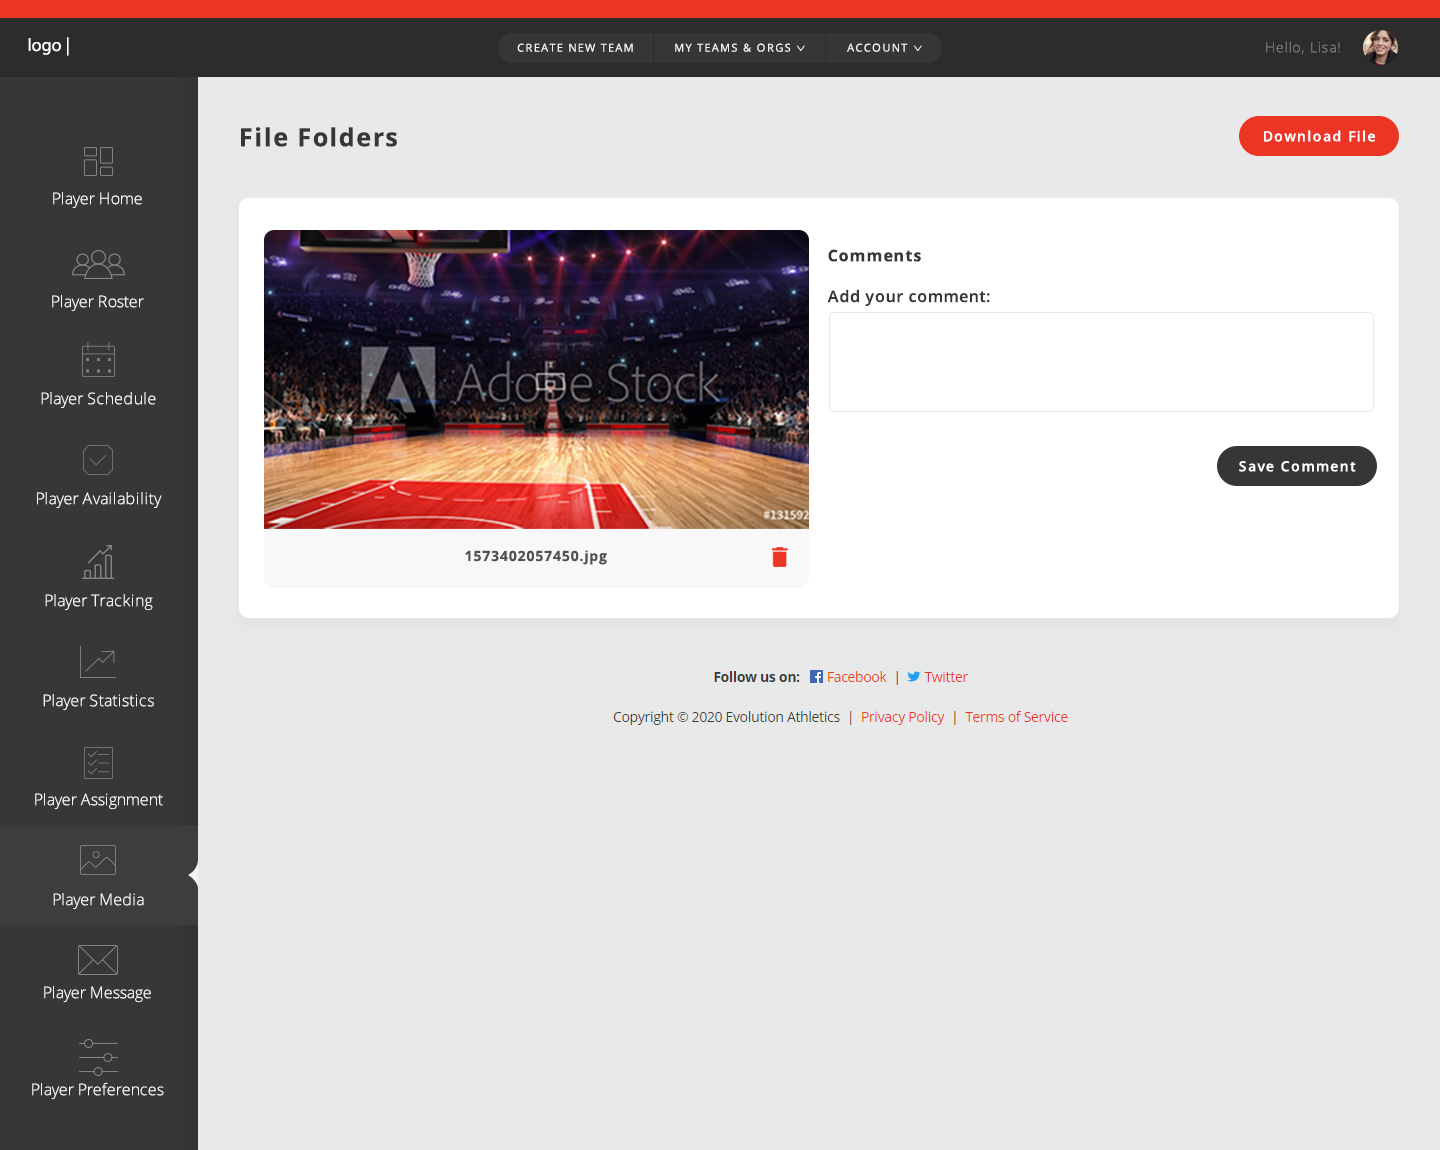 logo |
CREATE NEW TEAM
MY TEAMS & ORGS
ACCOUNT
Hello, Lisa!
File Folders
Download File
Player Home
Player Roster
Player Schedule
Player Availability
Player Tracking
Player Statistics
Player Assignment
Player Media
Player Message
Player Preferences
Adobe Stock
#131592
1573402057450.jpg
Comments
Add your comment:
Save Comment
Follow us on: Facebook | Twitter
Copyright © 2020 Evolution Athletics | Privacy Policy | Terms of Service